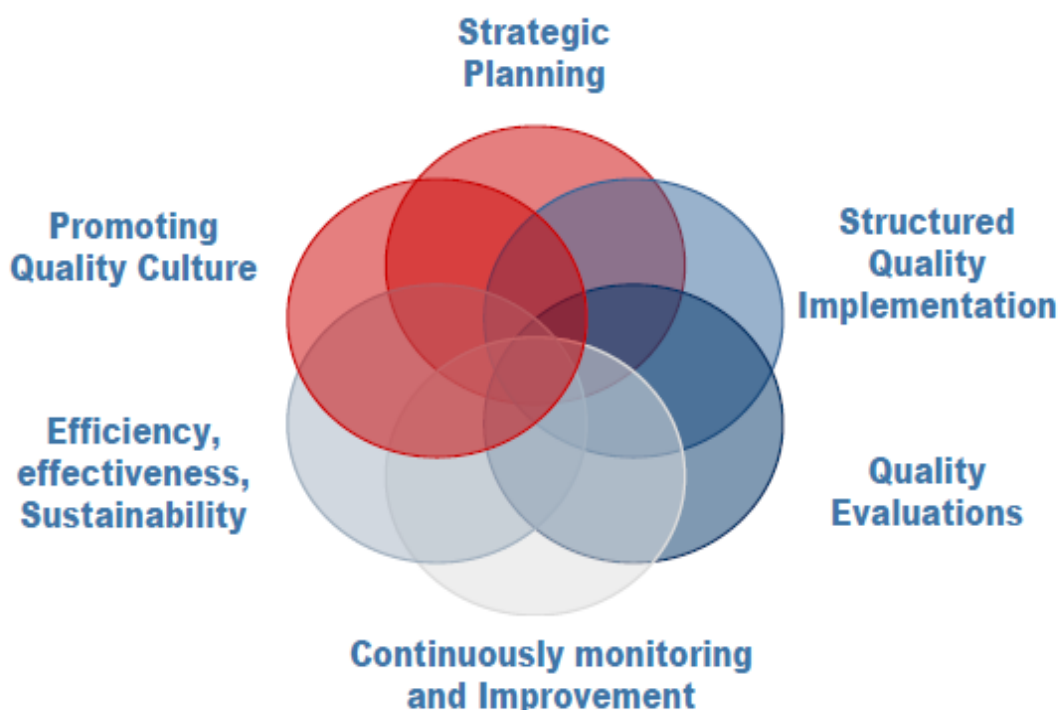 Strategic
Planning
Promoting
Quality Culture
Structured
Quality
Implementation
Efficiency,
effectiveness,
Sustainability
Quality
Evaluations
Continuously monitoring
and Improvement